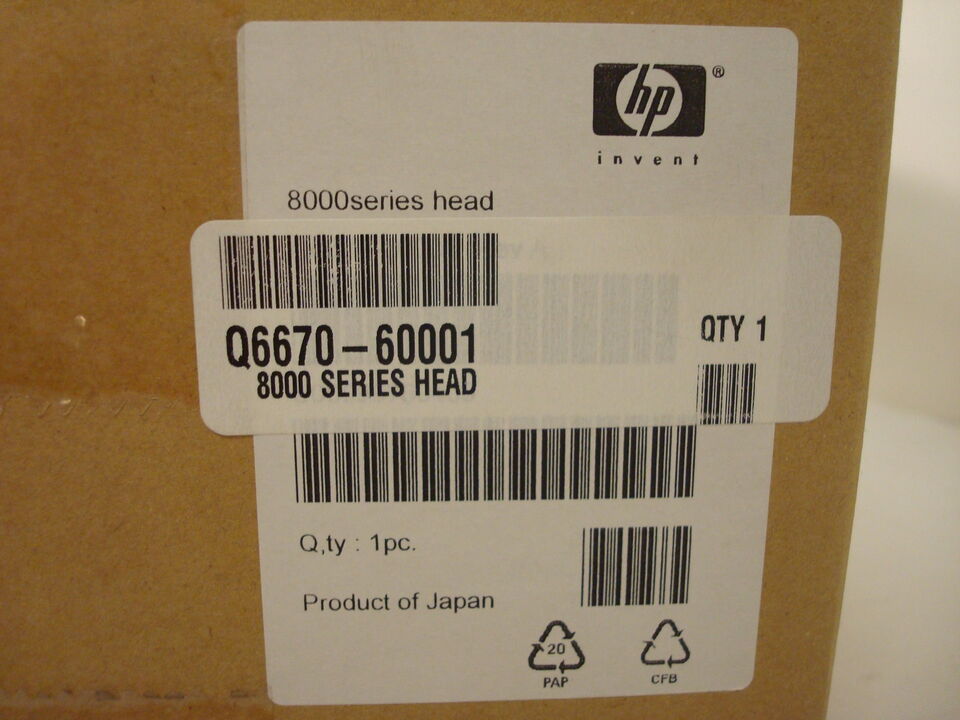 hp®
invent
8000series head
Q6670-60001
8000 SERIES HEAD
QTY 1
Q,ty : 1pc.
Product of Japan
20
PAP
CFB